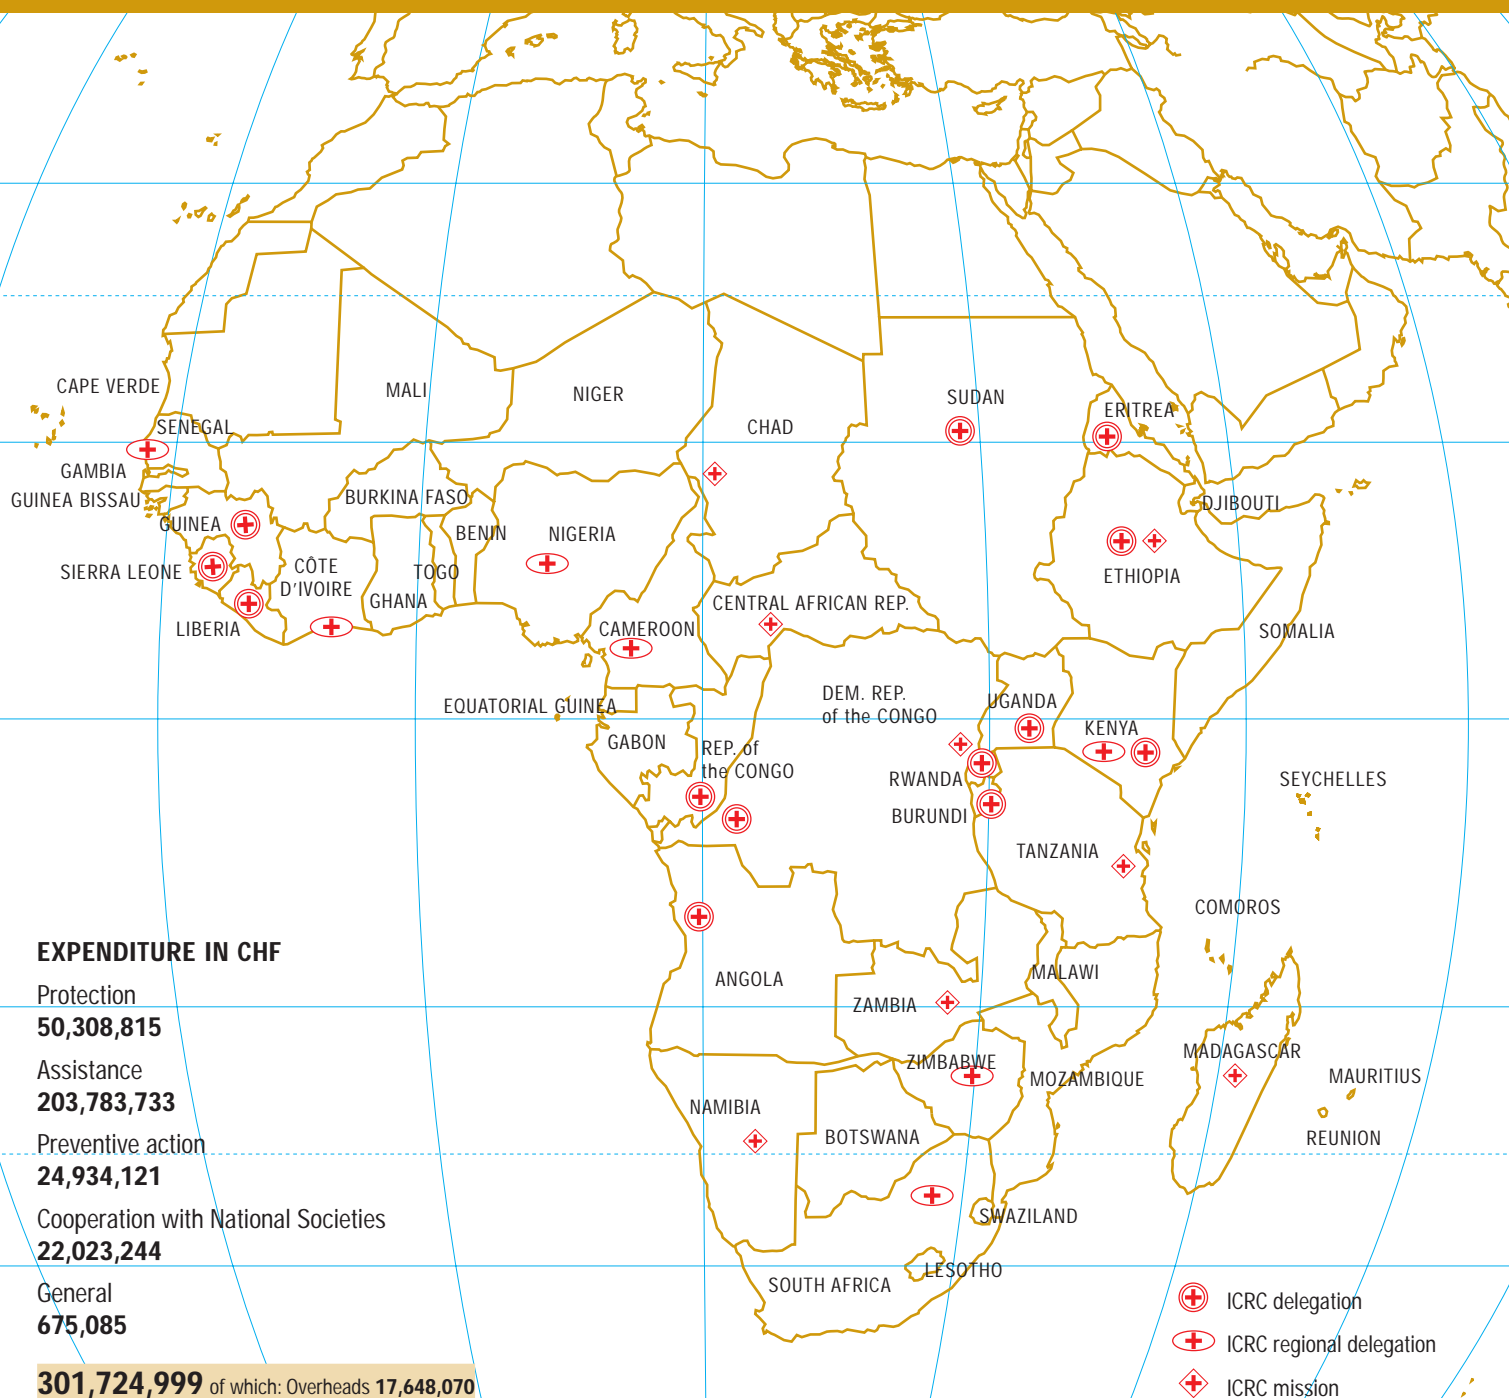 CAPE VERDE
MALI
NIGER
CHAD
SUDAN
ERITREA
SENEGAL
GAMBIA
GUINEA BISSAU
BURKINA FASO
DJIBOUTI
GUINEA
BENIN
NIGERIA
SIERRA LEONE
CÔTE
D'IVOIRE
TOGO
GHANA
ETHIOPIA
CENTRAL AFRICAN REP.
LIBERIA
CAMEROON
SOMALIA
EQUATORIAL GUINEA
DEM. REP.
of the CONGO
UGANDA
KENYA
GABON
REP. of
the CONGO
RWANDA
SEYCHELLES
BURUNDI
TANZANIA
COMOROS
ANGOLA
MALAWI
ZAMBIA
ZIMBABWE
MOZAMBIQUE
MADAGASCAR
MAURITIUS
NAMIBIA
BOTSWANA
REUNION
SWAZILAND
LESOTHO
SOUTH AFRICA
EXPENDITURE IN CHF
Protection
50,308,815
Assistance
203,783,733
Preventive action
24,934,121
Cooperation with National Societies
22,023,244
General
675,085
301,724,999 of which: Overheads 17,648,070
ICRC delegation
ICRC regional delegation
ICRC mission